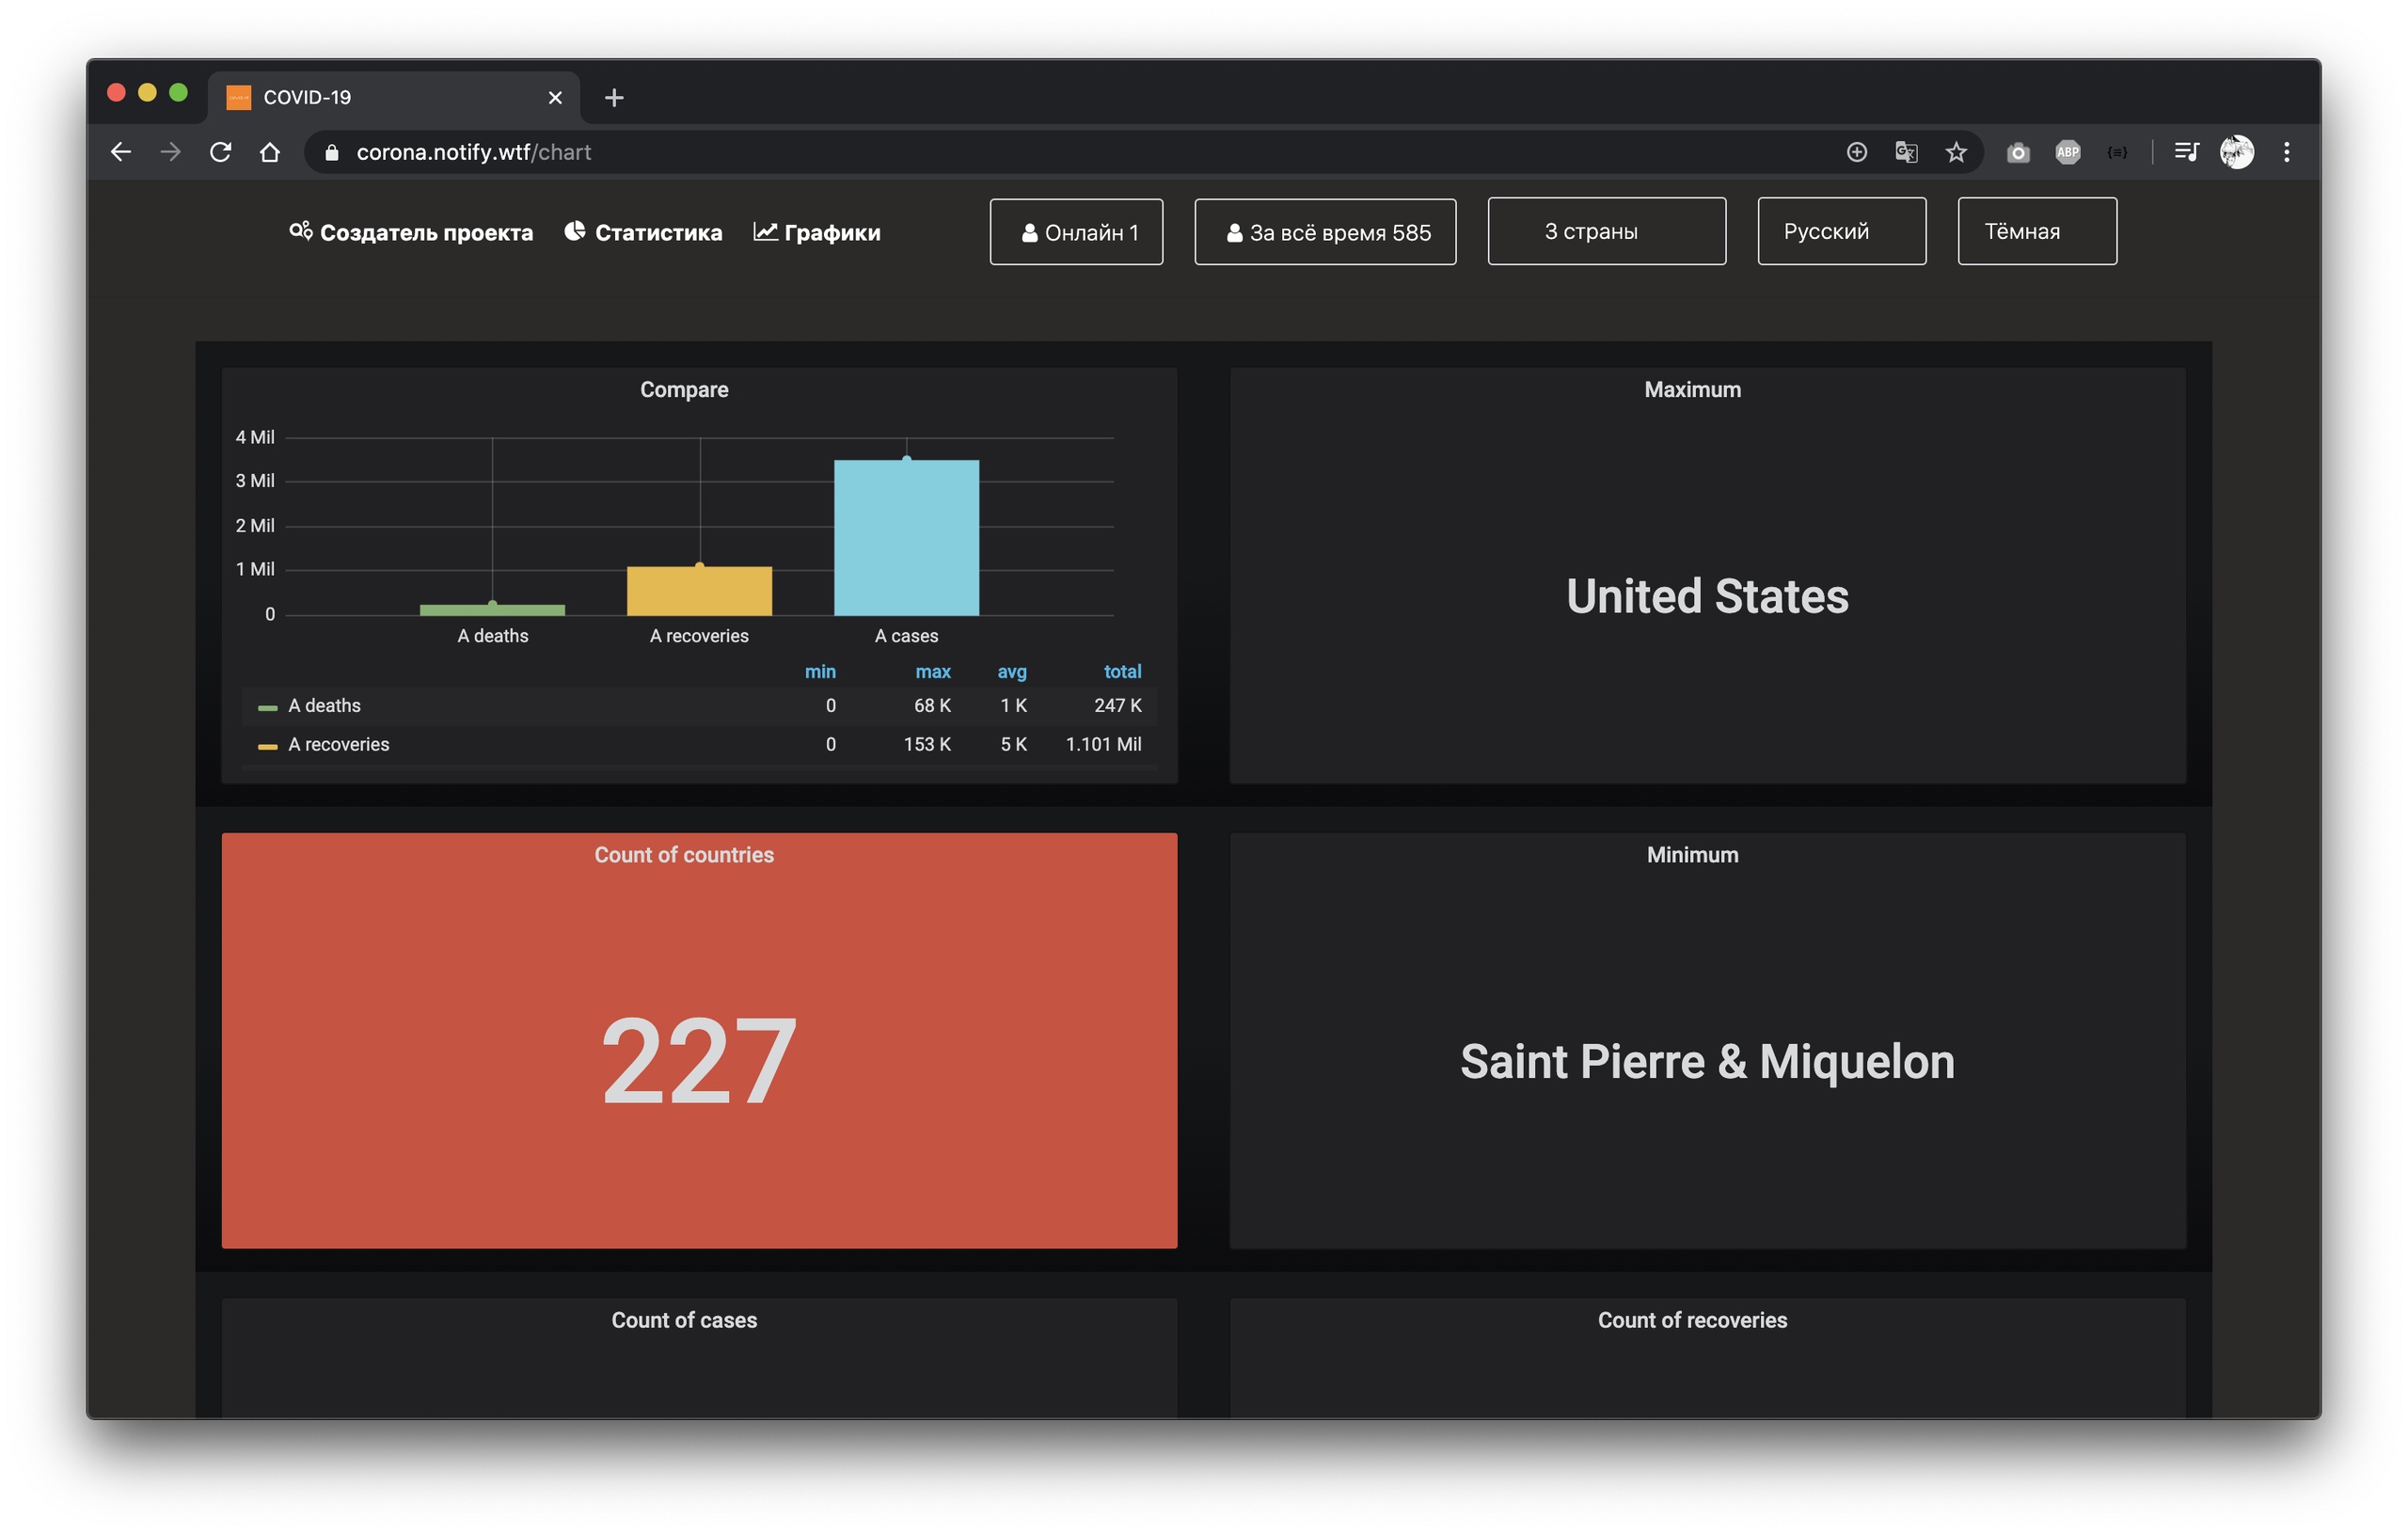 COVID-19
corona.notify.wtf/chart
ABP
Создатель проекта
Статистика
Графики
Онлайн 1
За всё время 585
3 страны
Русский
Тёмная
Compare
4 Mil
3 Mil
2 Mil
1 Mil
0
A deaths A recoveries A cases
min max avg total
A deaths 0 68 K 1 K 247 K
A recoveries 0 153 K 5 K 1.101 Mil
Maximum
United States
Count of countries
227
Minimum
Saint Pierre & Miquelon
Count of cases
Count of recoveries